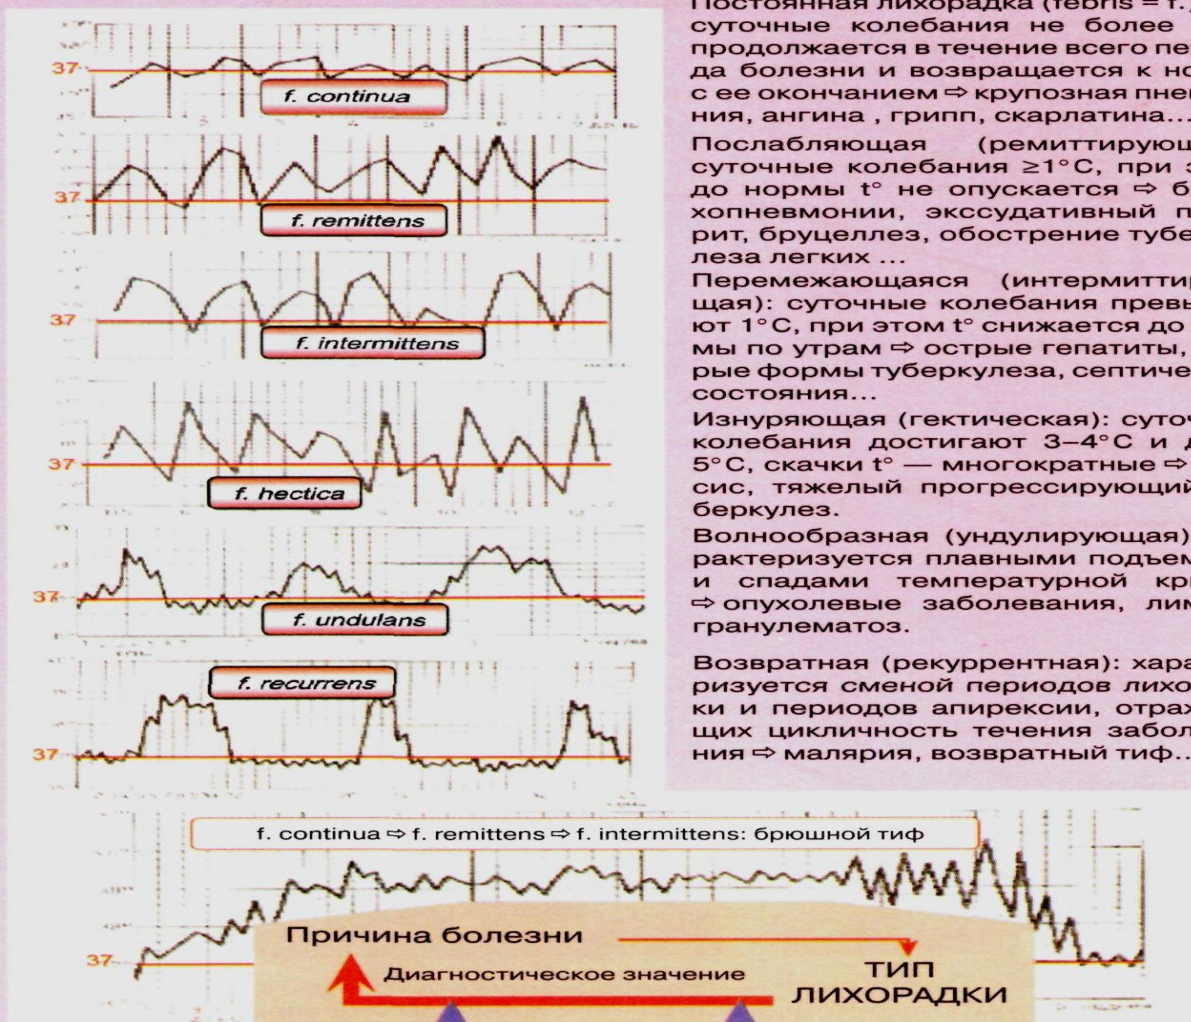 Постоянная лихорадка (febris = f.)
суточные колебания не более
продолжается в течение всего пе
да болезни и возвращается к но
с ее окончанием ⇨ крупозная пнев
ния, ангина , грипп, скарлатина...
Послабляющая (ремиттирующ
суточные колебания ≥1°C, при э
до нормы t° не опускается ⇨ б
хопневмонии, экссудативный п
рит, бруцеллез, обострение тубе
леза легких ...
Перемежающаяся (интермиттир
щая): суточные колебания превы
ют 1°C, при этом t° снижается до
мы по утрам ⇨ острые гепатиты,
рые формы туберкулеза, септиче
состояния...
Изнуряющая (гектическая): суточ
колебания достигают 3–4°C и д
5°C, скачки t° — многократные ⇨
сис, тяжелый прогрессирующий
беркулез.
Волнообразная (ундулирующая)
рактеризуется плавными подъем
и спадами температурной кри
⇨ опухолевые заболевания, лим
гранулематоз.
Возвратная (рекуррентная): хара
ризуется сменой периодов лихо
ки и периодов апирексии, отраж
щих цикличность течения забол
ния ⇨ малярия, возвратный тиф..
37
f. continua
37
f. remittens
37
f. intermittens
37
f. hectica
37
f. undulans
f. recurrens
37
f. continua ⇨ f. remittens ⇨ f. intermittens: брюшной тиф
37
Причина болезни
Диагностическое значение
ТИП
ЛИХОРАДКИ